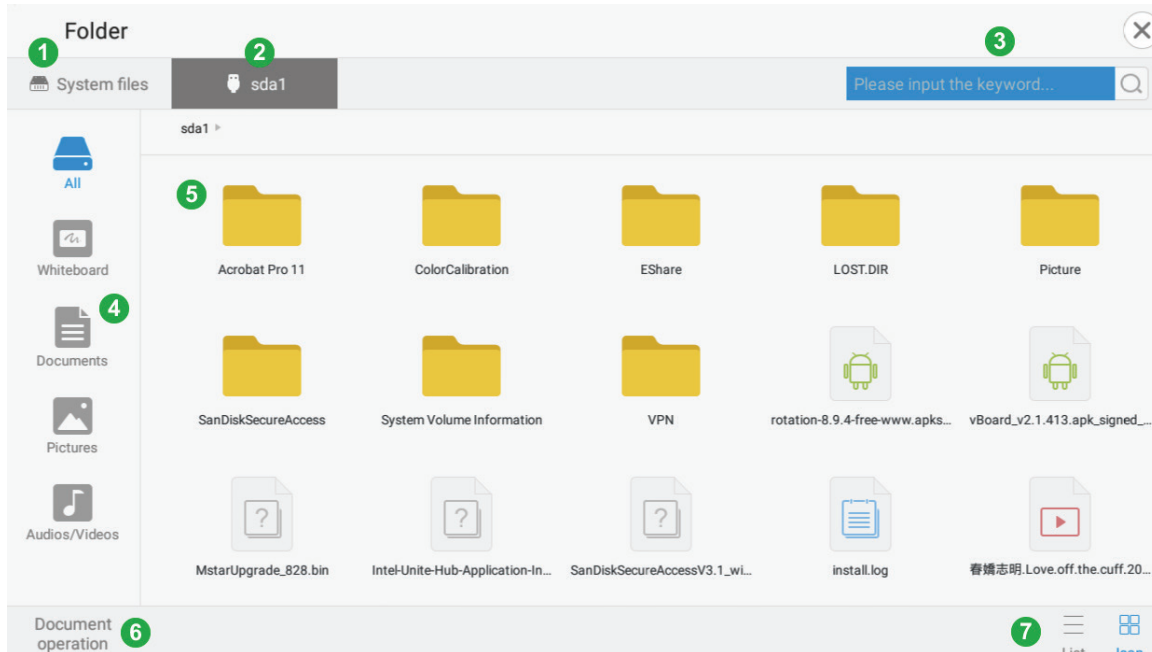 Folder
1
2
3
System files
sda1
Please input the keyword...
sda1
All
5
Acrobat Pro 11
ColorCalibration
EShare
LOST.DIR
Picture
Whiteboard
4
Documents
SanDiskSecureAccess
System Volume Information
VPN
rotation-8.9.4-free-www.apks...
vBoard_v2.1.413.apk_signed_...
Pictures
Audios/Videos
MstarUpgrade_828.bin
Intel-Unite-Hub-Application-In...
SanDiskSecureAccessV3.1_wi...
install.log
春嬌志明.Love.off.the.cuff.20...
Document
operation
6
7
List
Icon